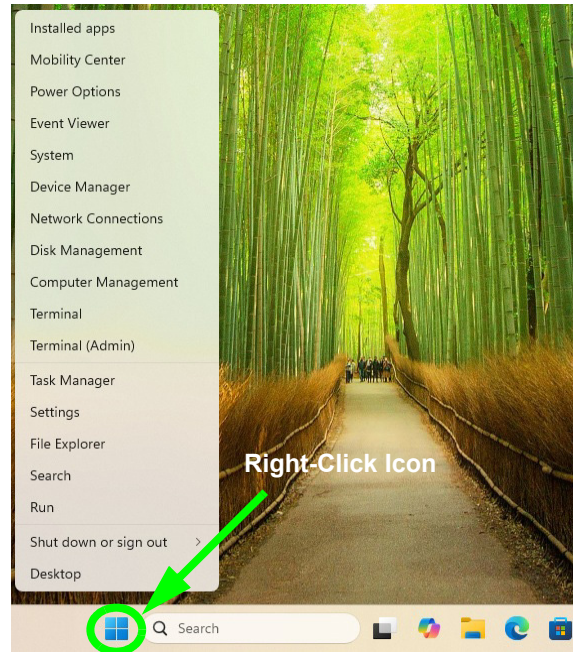 Installed apps
Mobility Center
Power Options
Event Viewer
System
Device Manager
Network Connections
Disk Management
Computer Management
Terminal
Terminal (Admin)
Task Manager
Settings
File Explorer
Search
Run
Shut down or sign out
Desktop
Right-Click Icon
Search